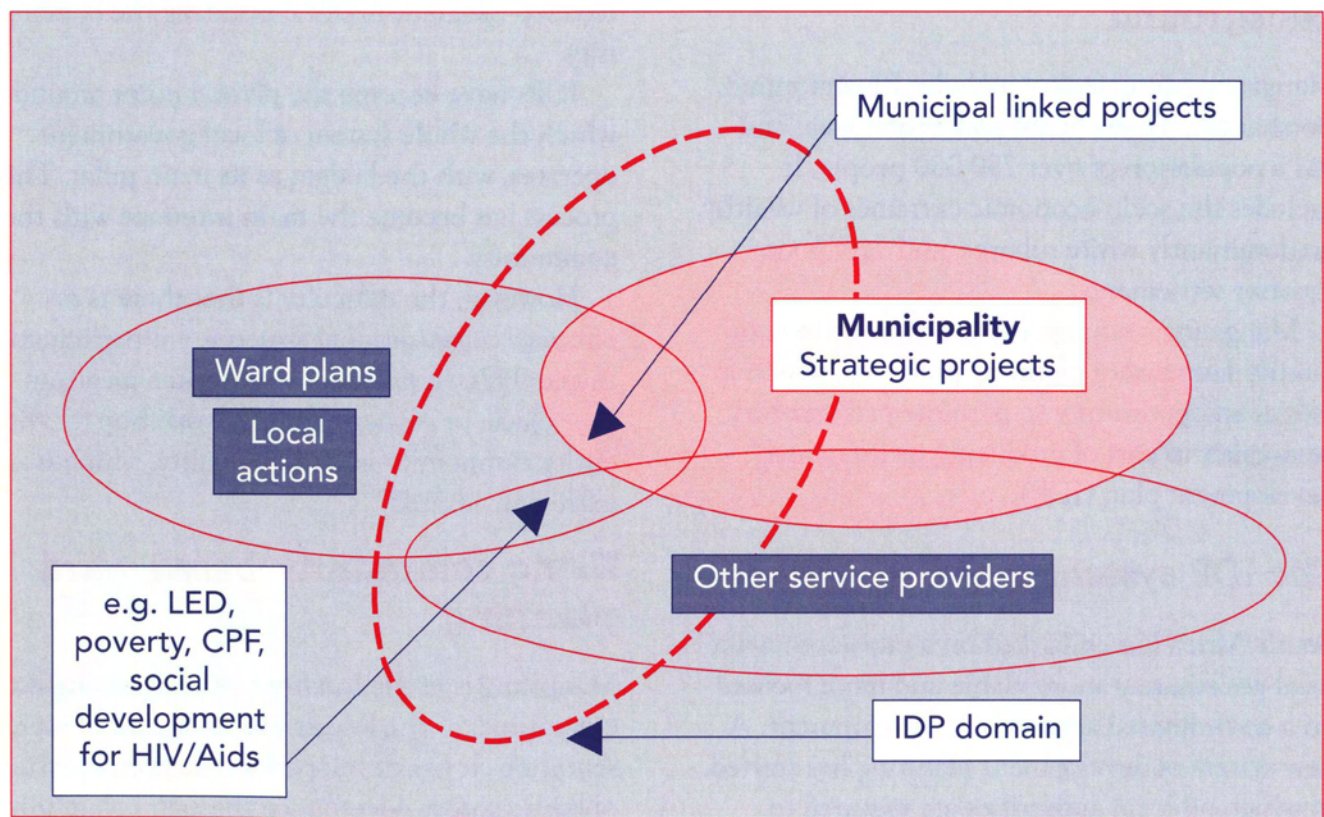 Municipal linked projects
Municipality
Strategic projects
Ward plans
Local
actions
Other service providers
e.g. LED,
poverty, CPF,
social
development
for HIV/Aids
IDP domain